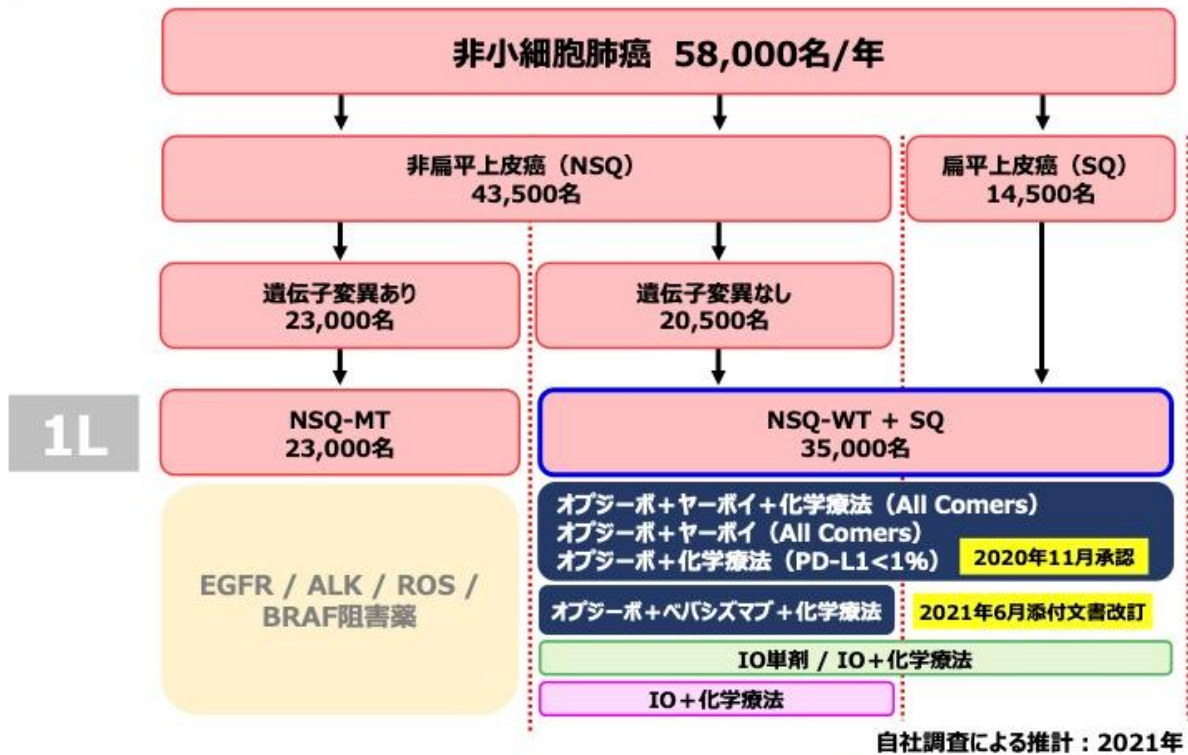 非小細胞肺癌 58,000名/年
非扁平上皮癌（NSQ）
43,500名
扁平上皮癌（SQ）
14,500名
遺伝子変異あり
23,000名
遺伝子変異なし
20,500名
1L
NSQ-MT
23,000名
NSQ-WT + SQ
35,000名
EGFR / ALK / ROS /
BRAF阻害薬
オプジーボ＋ヤーボイ＋化学療法（All Comers）
オプジーボ＋ヤーボイ（All Comers）
オプジーボ＋化学療法（PD-L1<1%）
2020年11月承認
オプジーボ＋ベバシズマブ＋化学療法
2021年6月添付文書改訂
IO単剤 / IO＋化学療法
IO＋化学療法
自社調査による推計：2021年